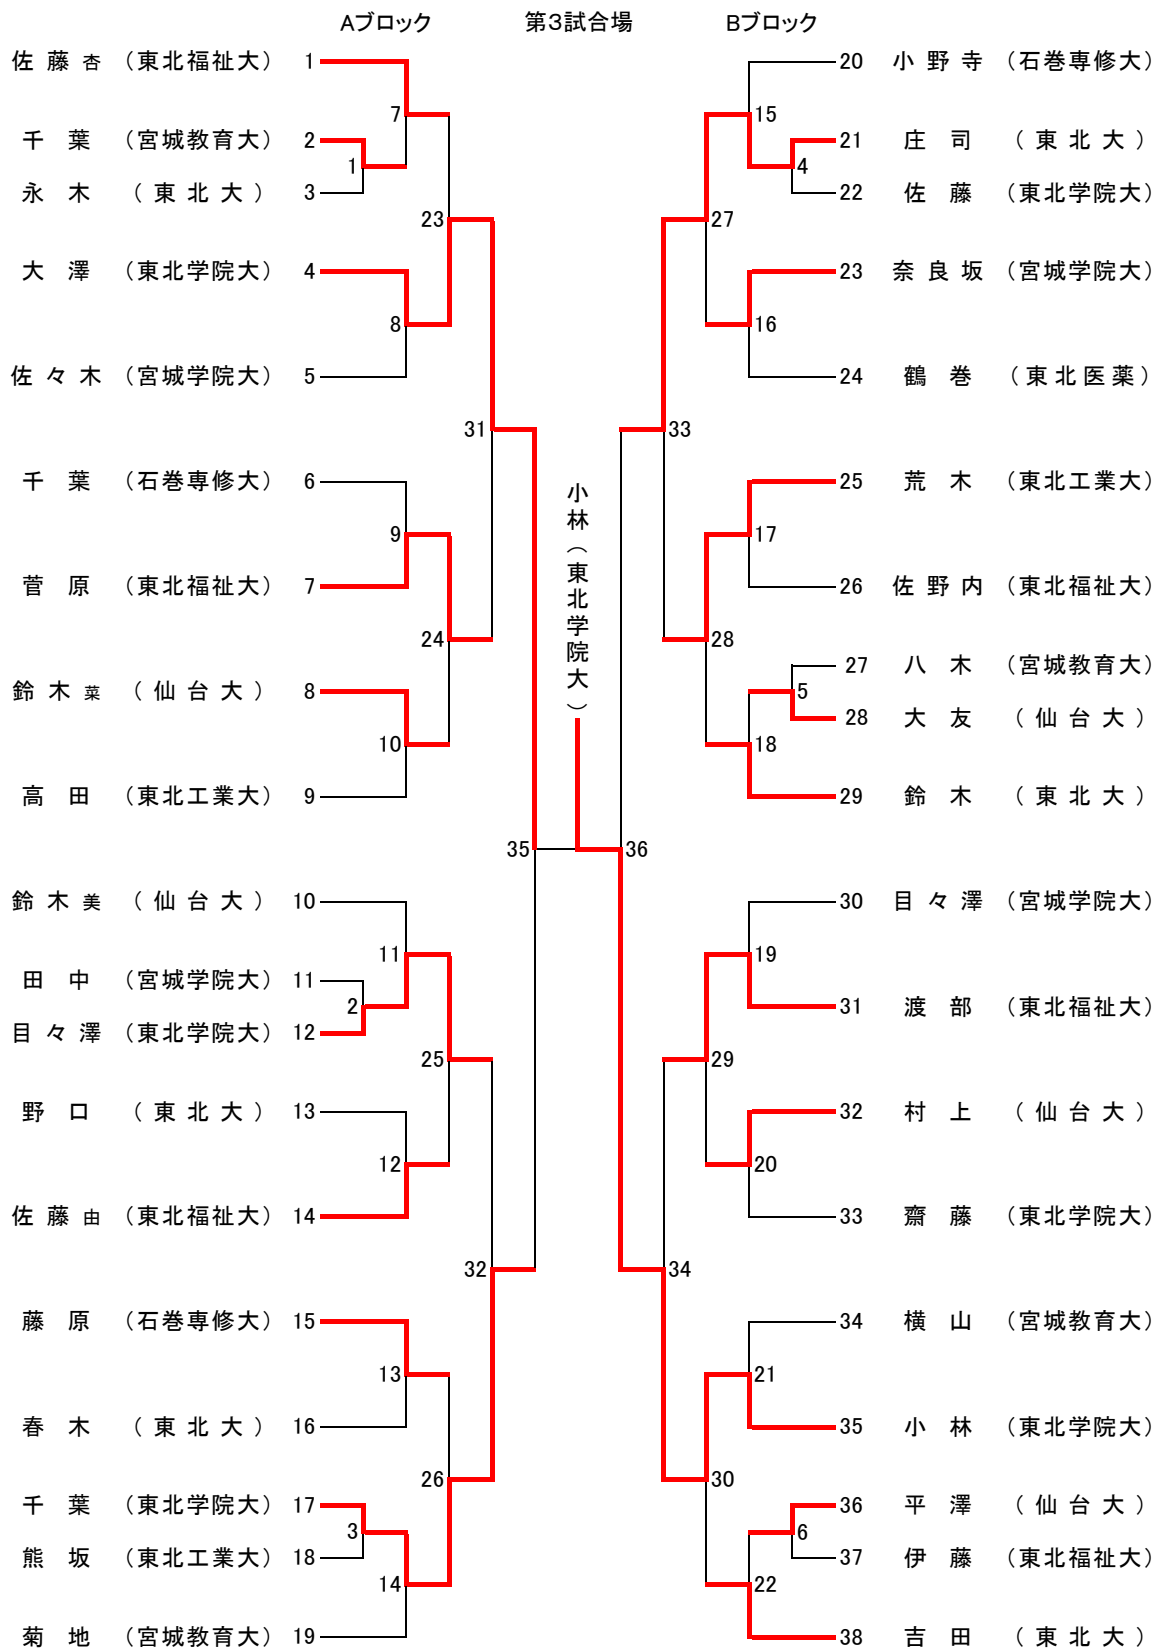 Aブロック 第3試合場 Bブロック
佐藤杏 (東北福祉大) 1
千葉 (宮城教育大) 2
永木 (東北大) 3
大澤 (東北学院大) 4
佐々木 (宮城学院大) 5
千葉 (石巻専修大) 6
菅原 (東北福祉大) 7
鈴木菜 (仙台大) 8
高田 (東北工業大) 9
鈴木美 (仙台大) 10
田中 (宮城学院大) 11
目々澤 (東北学院大) 12
野口 (東北大) 13
佐藤由 (東北福祉大) 14
藤原 (石巻専修大) 15
春木 (東北大) 16
千葉 (東北学院大) 17
熊坂 (東北工業大) 18
菊地 (宮城教育大) 19
7
1
23
8
31
9
24
10
35
11
2
25
12
32
13
26
3
14
小林(東北学院大)
15
4
27
16
33
17
28
5
18
36
19
29
20
34
21
30
6
22
20 小野寺 (石巻専修大)
21 庄司 (東北大)
22 佐藤 (東北学院大)
23 奈良坂 (宮城学院大)
24 鶴巻 (東北医薬)
25 荒木 (東北工業大)
26 佐野内 (東北福祉大)
27 八木 (宮城教育大)
28 大友 (仙台大)
29 鈴木 (東北大)
30 目々澤 (宮城学院大)
31 渡部 (東北福祉大)
32 村上 (仙台大)
33 齋藤 (東北学院大)
34 横山 (宮城教育大)
35 小林 (東北学院大)
36 平澤 (仙台大)
37 伊藤 (東北福祉大)
38 吉田 (東北大)